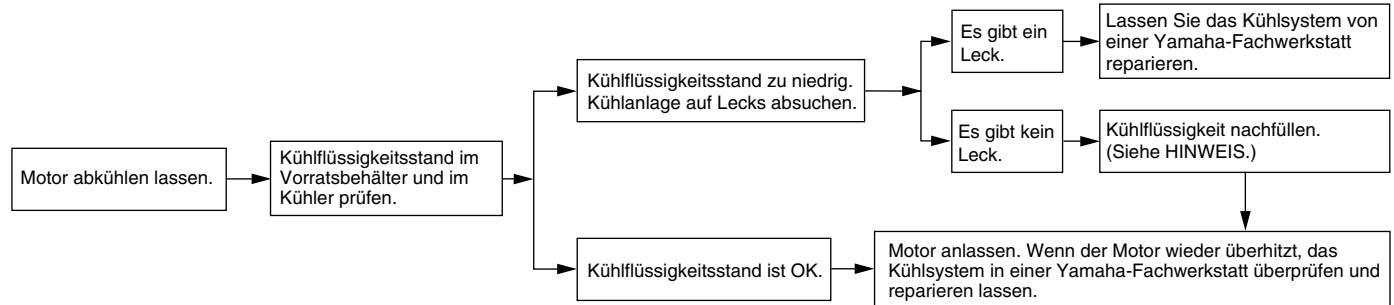 Motor abkühlen lassen.
Kühlflüssigkeitsstand im
Vorratsbehälter und im
Kühler prüfen.
Kühlflüssigkeitsstand zu niedrig.
Kühlanlage auf Lecks absuchen.
Es gibt ein
Leck.
Lassen Sie das Kühlsystem von
einer Yamaha-Fachwerkstatt
reparieren.
Es gibt kein
Leck.
Kühlflüssigkeit nachfüllen.
(Siehe HINWEIS.)
Kühlflüssigkeitsstand ist OK.
Motor anlassen. Wenn der Motor wieder überhitzt, das
Kühlsystem in einer Yamaha-Fachwerkstatt überprüfen und
reparieren lassen.